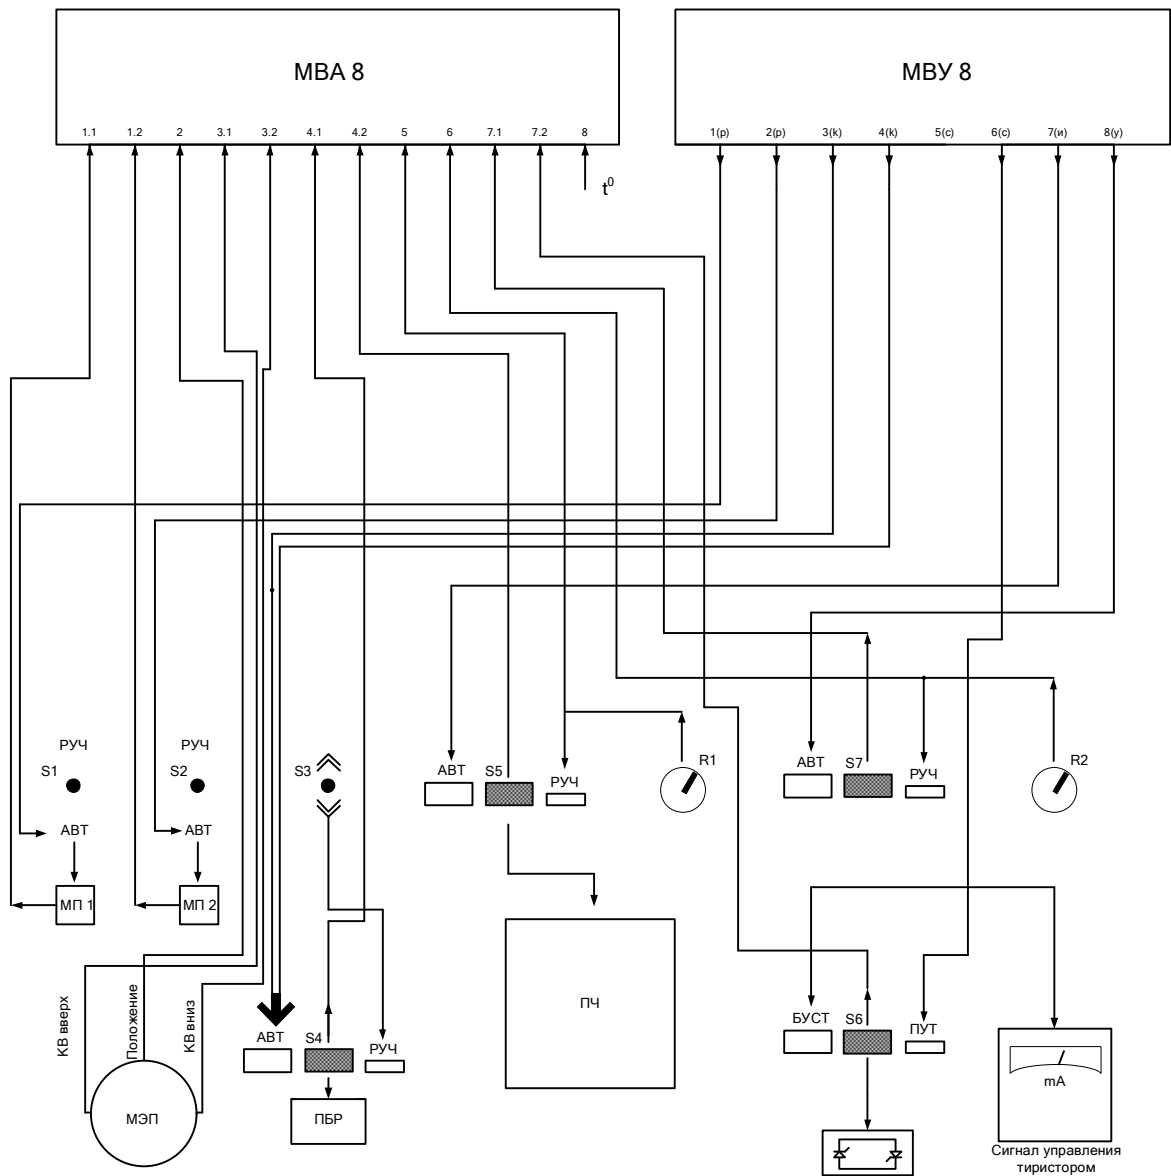 МВА 8
МВУ 8
1.1
1.2
2
3.1
3.2
4.1
4.2
5
6
7.1
7.2
8
1(р)
2(р)
3(k)
4(k)
5(с)
6(с)
7(и)
8(у)
t⁰
РУЧ
S1
АВТ
МП 1
РУЧ
S2
АВТ
МП 2
S3
АВТ
S5
РУЧ
R1
АВТ
S7
РУЧ
R2
ПЧ
КВ вверх
Положение
КВ вниз
МЭП
АВТ
S4
РУЧ
ПБР
БУСТ
S6
ПУТ
mA
Сигнал управления
тиристором